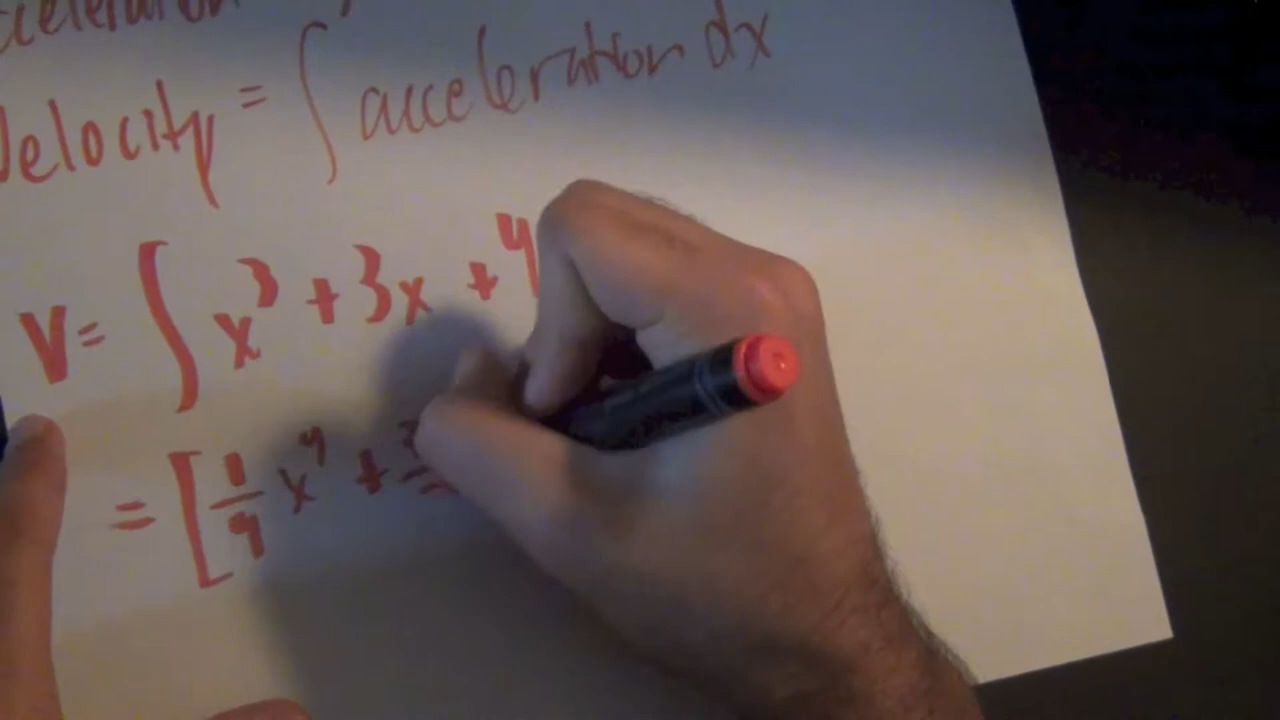 Velocity = ∫ acceleration dx
V = ∫ x³ + 3x + 4
= [ 1/4 x⁴ +